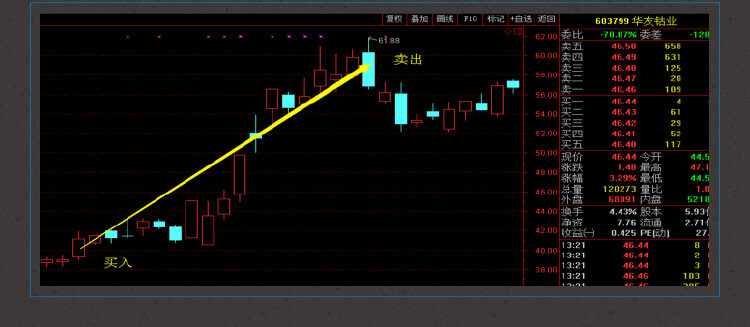 复权 叠加 画线 F10 标记 +自选 返回
603799 华友钴业
委比 -70.87% 委差 -128
卖五 46.50 658
卖四 46.49 631
卖三 46.48 125
卖二 46.47 20
卖一 46.46 109
买一 46.44 4
买二 46.43 61
买三 46.42 29
买四 46.41 52
买五 46.40 117
现价 46.44 今开 44.5
涨跌 1.48 最高 47.1
涨幅 3.29% 最低 44.5
总量 120273 量比 1.8
外盘 68091 内盘 5218
换手 4.43% 股本 5.93
净资 7.76 流通 2.71
收益(一) 0.425 PE[动] 27.
13:21 46.44 8
13:21 46.44 2
13:21 46.44 3
13:21 46.46 103
13:21 46.46
62.00
61.88
卖出
58.00
56.00
54.00
52.00
50.00
48.00
46.00
44.00
42.00
40.00
38.00
买入